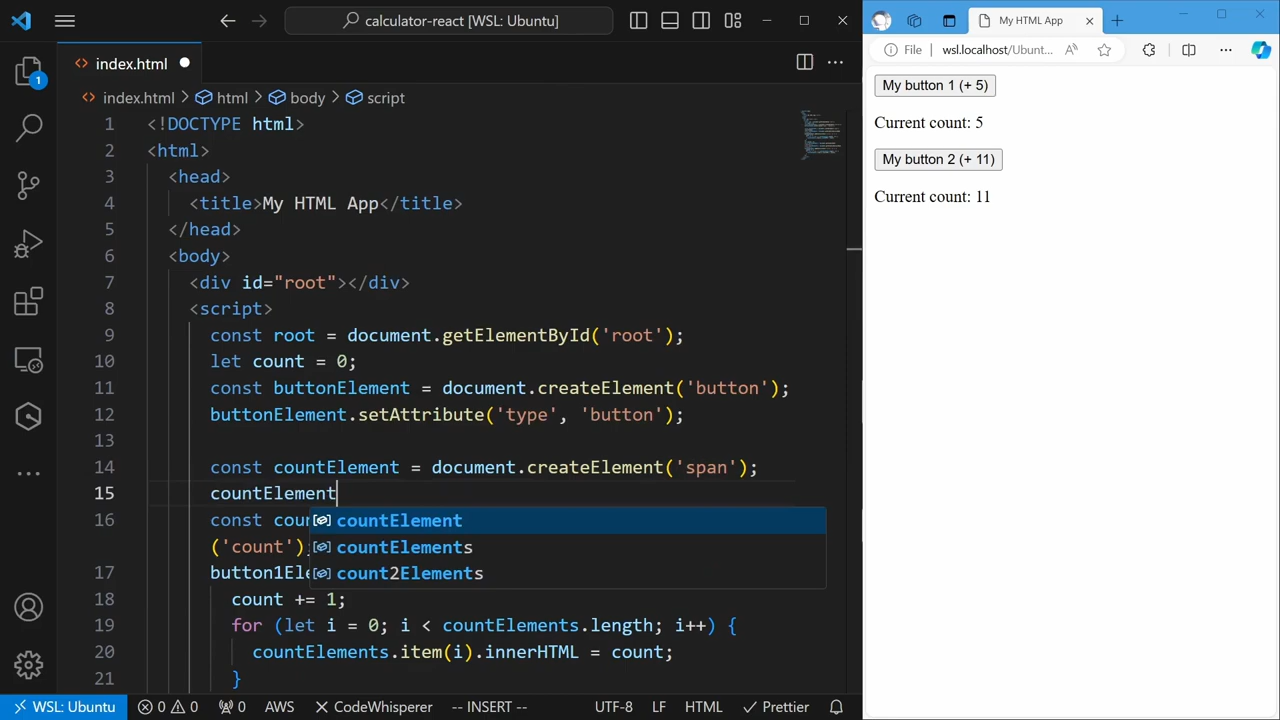 calculator-react [WSL: Ubuntu]
My HTML App
File
wsl.localhost/Ubunt...
1
index.html
index.html > html > body > script
1 <!DOCTYPE html>
2 <html>
3 <head>
4 <title>My HTML App</title>
5 </head>
6 <body>
7 <div id="root"></div>
8 <script>
9 const root = document.getElementById('root');
10 let count = 0;
11 const buttonElement = document.createElement('button');
12 buttonElement.setAttribute('type', 'button');
13
14 const countElement = document.createElement('span');
15 countElement
16 const cou
countElement
('count')
countElements
17 button1Ele
count2Elements
18 count += 1;
19 for (let i = 0; i < countElements.length; i++) {
20 countElements.item(i).innerHTML = count;
21 }
WSL: Ubuntu
0
0
0
AWS
CodeWhisperer
-- INSERT --
UTF-8
LF
HTML
Prettier
My button 1 (+ 5)
Current count: 5
My button 2 (+ 11)
Current count: 11